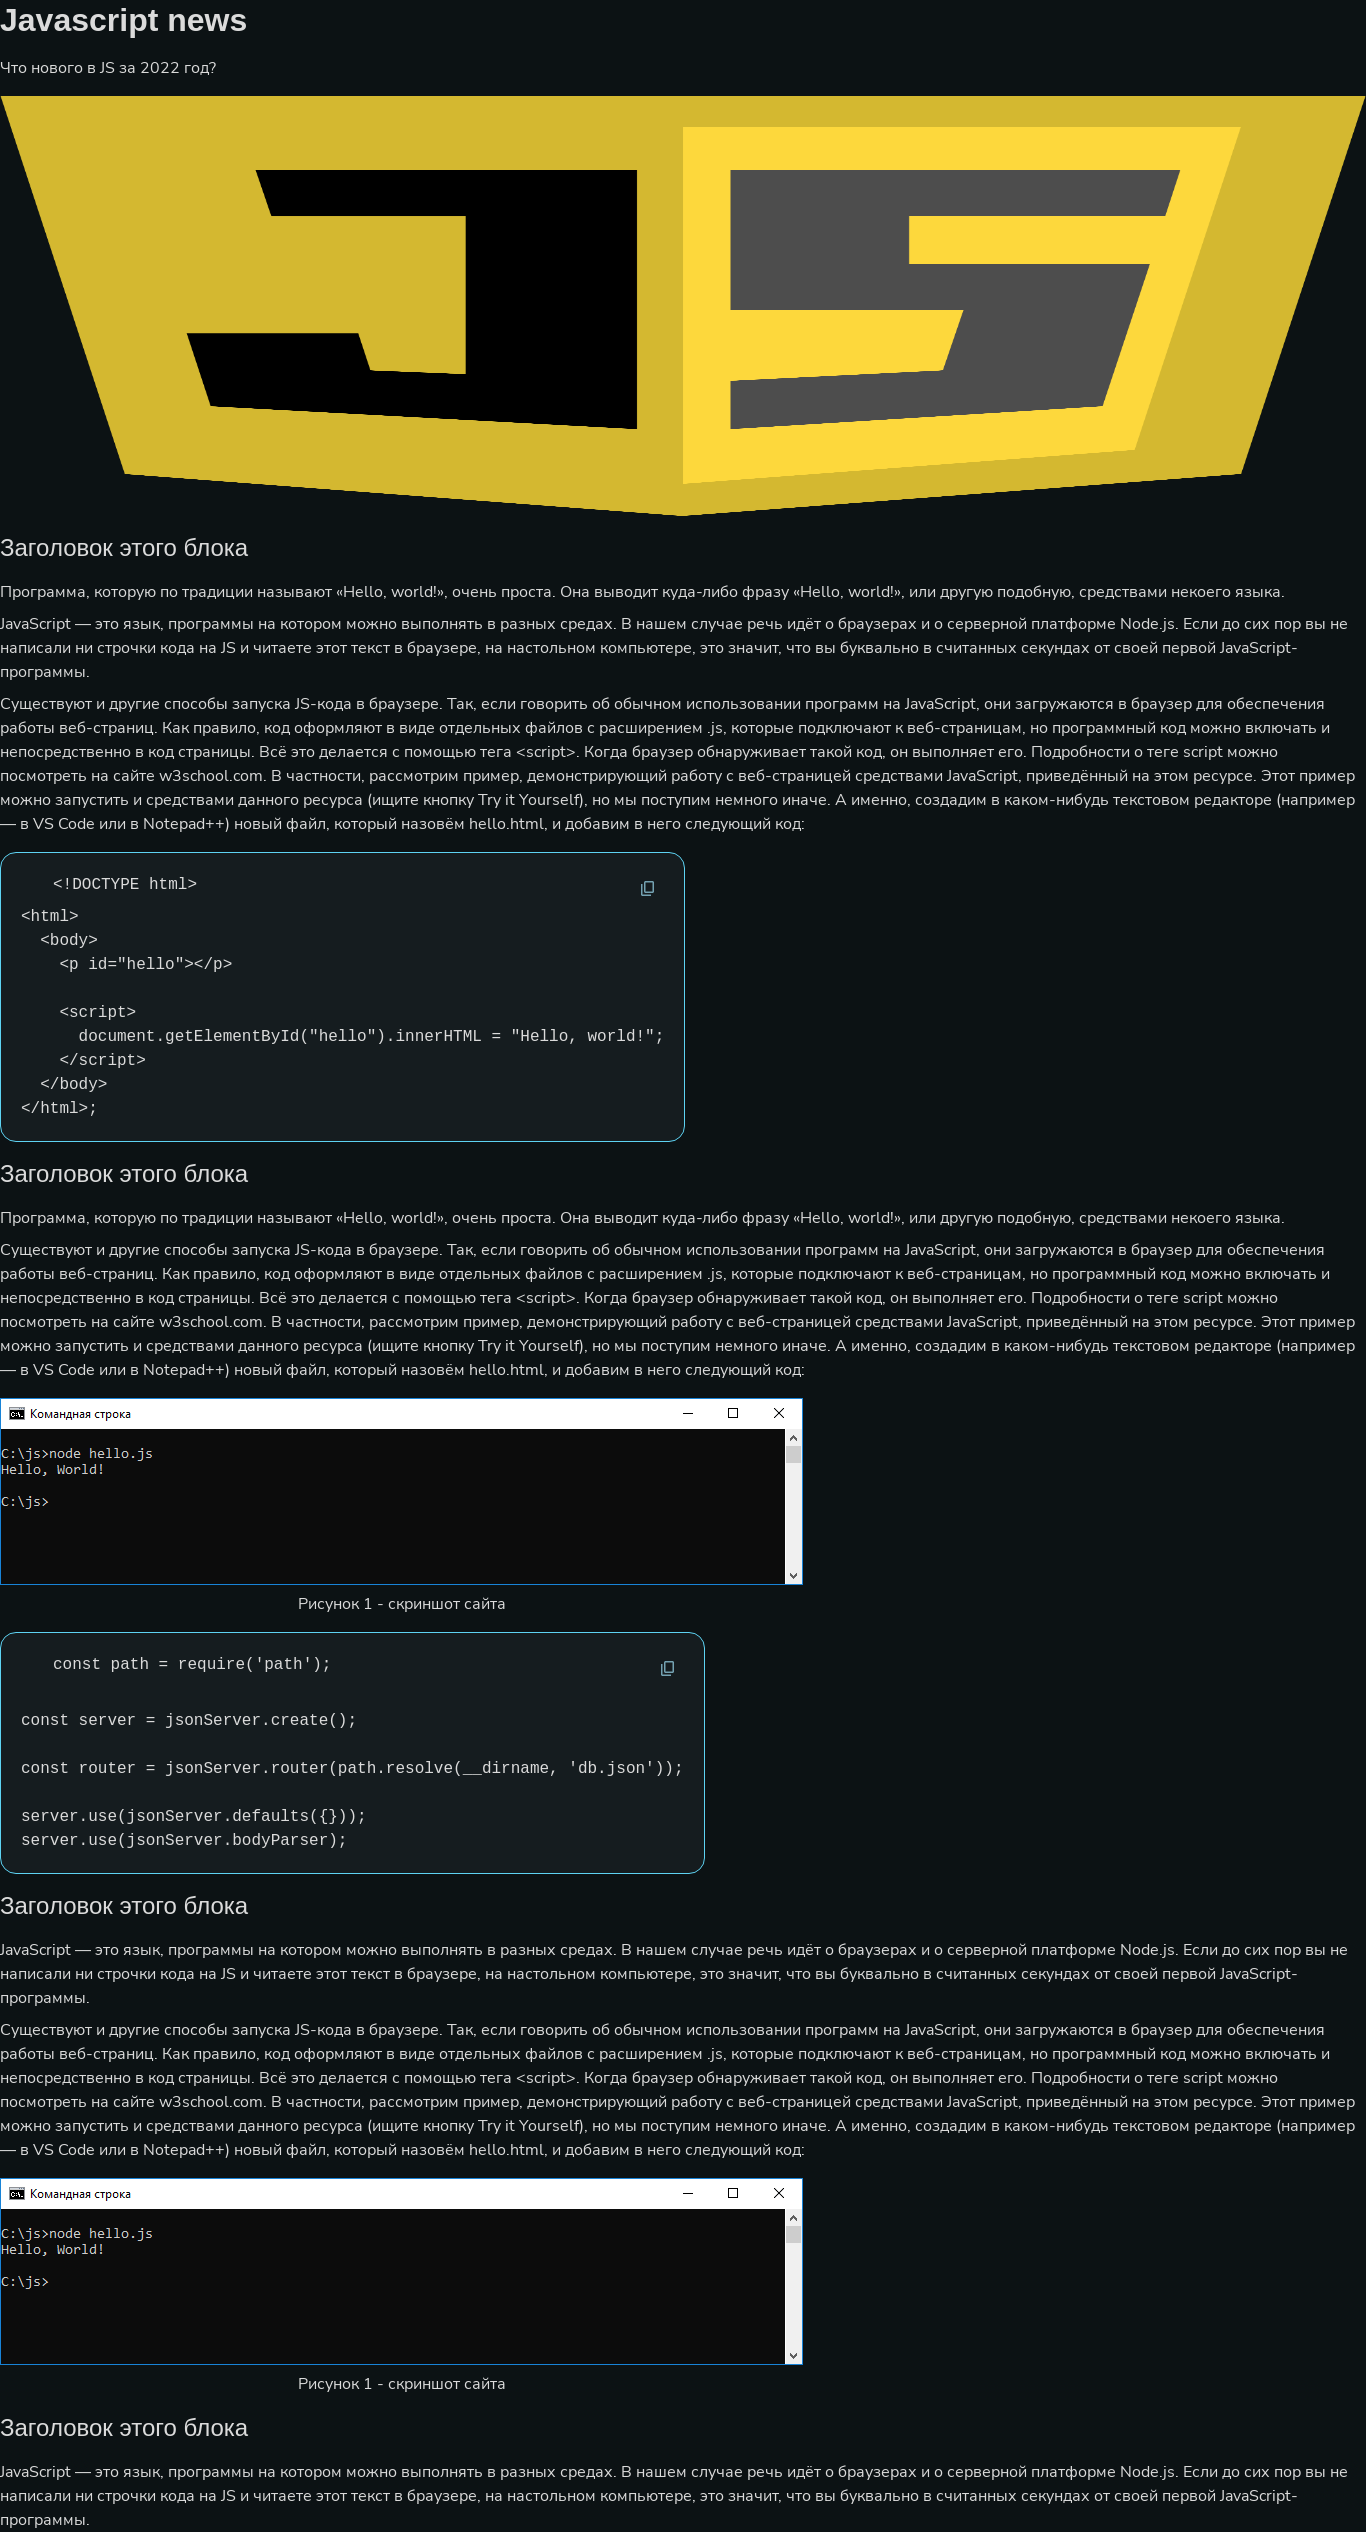 Javascript news
Что нового в JS за 2022 год?
JS
Заголовок этого блока
Программа, которую по традиции называют «Hello, world!», очень проста. Она выводит куда-либо фразу «Hello, world!», или другую подобную, средствами некоего языка.
JavaScript — это язык, программы на котором можно выполнять в разных средах. В нашем случае речь идёт о браузерах и о серверной платформе Node.js. Если до сих пор вы не
написали ни строчки кода на JS и читаете этот текст в браузере, на настольном компьютере, это значит, что вы буквально в считанных секундах от своей первой JavaScript-
программы.
Существуют и другие способы запуска JS-кода в браузере. Так, если говорить об обычном использовании программ на JavaScript, они загружаются в браузер для обеспечения
работы веб-страниц. Как правило, код оформляют в виде отдельных файлов с расширением .js, которые подключают к веб-страницам, но программный код можно включать и
непосредственно в код страницы. Всё это делается с помощью тега <script>. Когда браузер обнаруживает такой код, он выполняет его. Подробности о теге script можно
посмотреть на сайте w3school.com. В частности, рассмотрим пример, демонстрирующий работу с веб-страницей средствами JavaScript, приведённый на этом ресурсе. Этот пример
можно запустить и средствами данного ресурса (ищите кнопку Try it Yourself), но мы поступим немного иначе. А именно, создадим в каком-нибудь текстовом редакторе (например
— в VS Code или в Notepad++) новый файл, который назовём hello.html, и добавим в него следующий код:
<!DOCTYPE html>
<html>
  <body>
    <p id="hello"></p>
    <script>
      document.getElementById("hello").innerHTML = "Hello, world!";
    </script>
  </body>
</html>;
Заголовок этого блока
Программа, которую по традиции называют «Hello, world!», очень проста. Она выводит куда-либо фразу «Hello, world!», или другую подобную, средствами некоего языка.
Существуют и другие способы запуска JS-кода в браузере. Так, если говорить об обычном использовании программ на JavaScript, они загружаются в браузер для обеспечения
работы веб-страниц. Как правило, код оформляют в виде отдельных файлов с расширением .js, которые подключают к веб-страницам, но программный код можно включать и
непосредственно в код страницы. Всё это делается с помощью тега <script>. Когда браузер обнаруживает такой код, он выполняет его. Подробности о теге script можно
посмотреть на сайте w3school.com. В частности, рассмотрим пример, демонстрирующий работу с веб-страницей средствами JavaScript, приведённый на этом ресурсе. Этот пример
можно запустить и средствами данного ресурса (ищите кнопку Try it Yourself), но мы поступим немного иначе. А именно, создадим в каком-нибудь текстовом редакторе (например
— в VS Code или в Notepad++) новый файл, который назовём hello.html, и добавим в него следующий код:
Командная строка
C:\js>node hello.js
Hello, World!
C:\js>
Рисунок 1 - скриншот сайта
const path = require('path');
const server = jsonServer.create();
const router = jsonServer.router(path.resolve(__dirname, 'db.json'));
server.use(jsonServer.defaults({}));
server.use(jsonServer.bodyParser);
Заголовок этого блока
JavaScript — это язык, программы на котором можно выполнять в разных средах. В нашем случае речь идёт о браузерах и о серверной платформе Node.js. Если до сих пор вы не
написали ни строчки кода на JS и читаете этот текст в браузере, на настольном компьютере, это значит, что вы буквально в считанных секундах от своей первой JavaScript-
программы.
Существуют и другие способы запуска JS-кода в браузере. Так, если говорить об обычном использовании программ на JavaScript, они загружаются в браузер для обеспечения
работы веб-страниц. Как правило, код оформляют в виде отдельных файлов с расширением .js, которые подключают к веб-страницам, но программный код можно включать и
непосредственно в код страницы. Всё это делается с помощью тега <script>. Когда браузер обнаруживает такой код, он выполняет его. Подробности о теге script можно
посмотреть на сайте w3school.com. В частности, рассмотрим пример, демонстрирующий работу с веб-страницей средствами JavaScript, приведённый на этом ресурсе. Этот пример
можно запустить и средствами данного ресурса (ищите кнопку Try it Yourself), но мы поступим немного иначе. А именно, создадим в каком-нибудь текстовом редакторе (например
— в VS Code или в Notepad++) новый файл, который назовём hello.html, и добавим в него следующий код:
Командная строка
C:\js>node hello.js
Hello, World!
C:\js>
Рисунок 1 - скриншот сайта
Заголовок этого блока
JavaScript — это язык, программы на котором можно выполнять в разных средах. В нашем случае речь идёт о браузерах и о серверной платформе Node.js. Если до сих пор вы не
написали ни строчки кода на JS и читаете этот текст в браузере, на настольном компьютере, это значит, что вы буквально в считанных секундах от своей первой JavaScript-
программы.